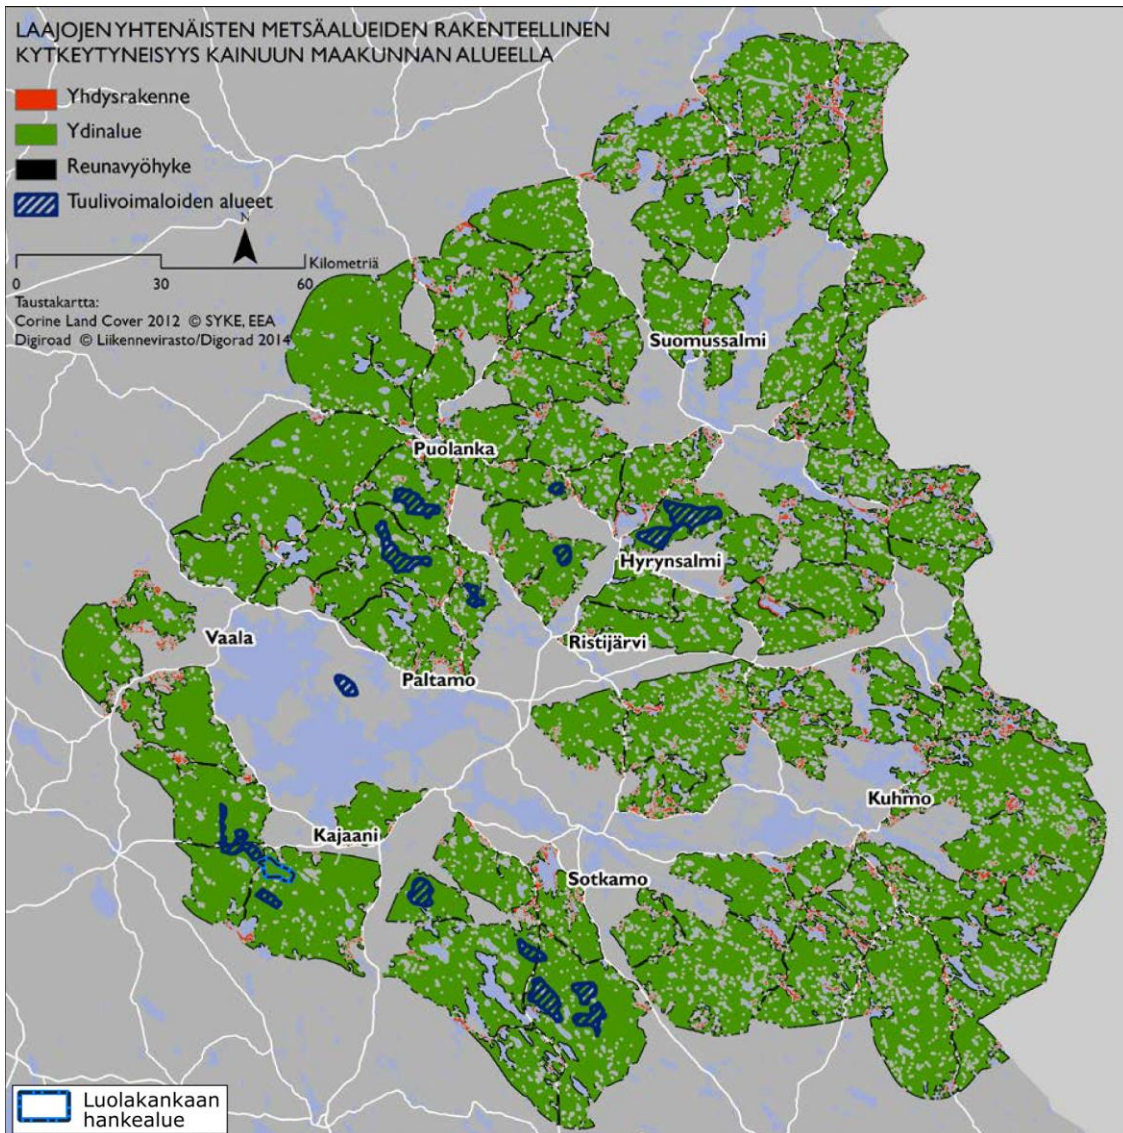 LAAJOJEN YHTENÄISTEN METSÄALUEIDEN RAKENTEELLINEN
KYTKEYTYNEISYYS KAINUUN MAAKUNNAN ALUEELLA
Yhdysrakenne
Ydinalue
Reunavyöhyke
Tuulivoimaloiden alueet
N
Kilometriä
0 30 60
Taustakartta:
Corine Land Cover 2012 © SYKE, EEA
Digiroad © Liikennevirasto/Digorad 2014
Suomussalmi
Puolanka
Hyrynsalmi
Ristijärvi
Vaala
Paltamo
Kuhmo
Kajaani
Sotkamo
Luolakankaan
hankealue